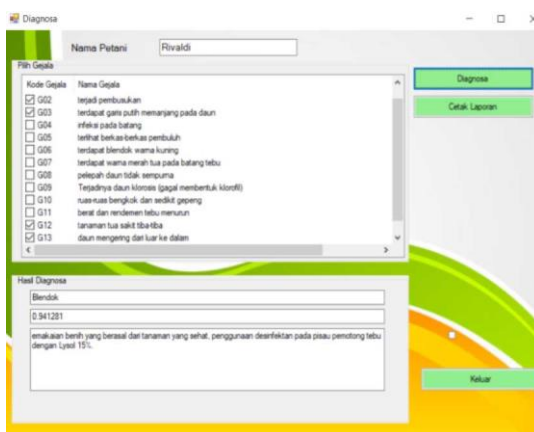 Diagnosa
Nama Petani Rivaldi
Pilih Gejala
Kode Gejala Nama Gejala
G02 terjadi pembusukan
G03 terdapat garis putih memanjang pada daun
G04 infeksi pada batang
G05 terlihat berkas-berkas pembuluh
G06 terdapat blendok warna kuning
G07 terdapat warna merah tua pada batang tebu
G08 pelepah daun tidak sempurna
G09 Terjadinya daun klorosis (gagal membentuk klorofil)
G10 ruas-ruas bengkok dan sedikit gepeng
G11 berat dan rendemen tebu menurun
G12 tanaman tua sakit tiba-tiba
G13 daun mengering dari luar ke dalam
Diagnosa
Cetak Laporan
Hasil Diagnosa
Blendok
0.941281
emakaian benih yang berasal dari tanaman yang sehat, penggunaan desinfektan pada pisau pemotong tebu
dengan Lysol 15%.
Keluar